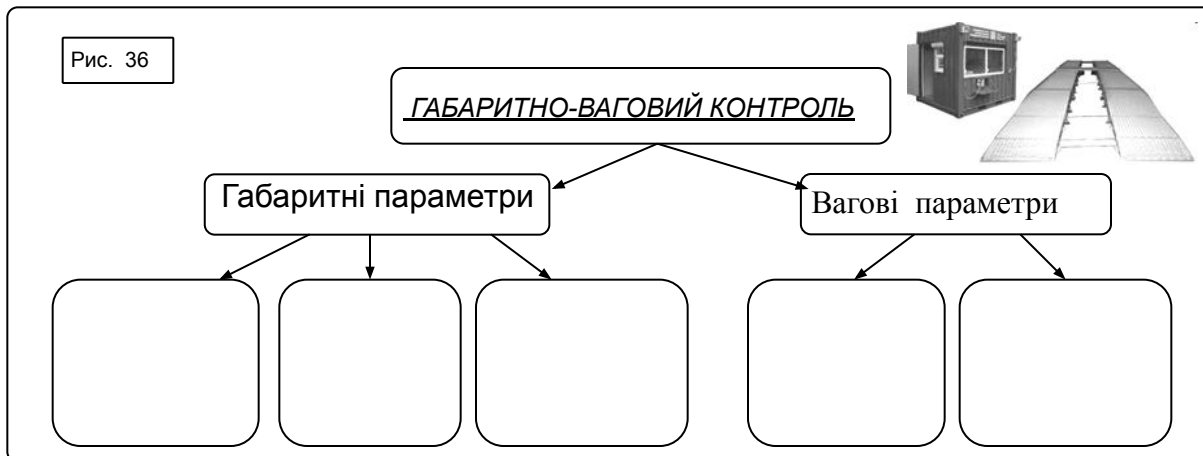 Рис. 36
ГАБАРИТНО-ВАГОВИЙ КОНТРОЛЬ
Габаритні параметри
Вагові параметри